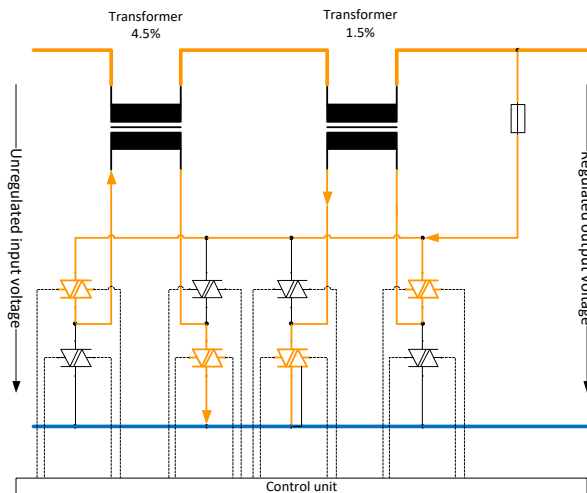 Transformer
4.5%
Transformer
1.5%
Unregulated input voltage
Regulated output voltage
Control unit